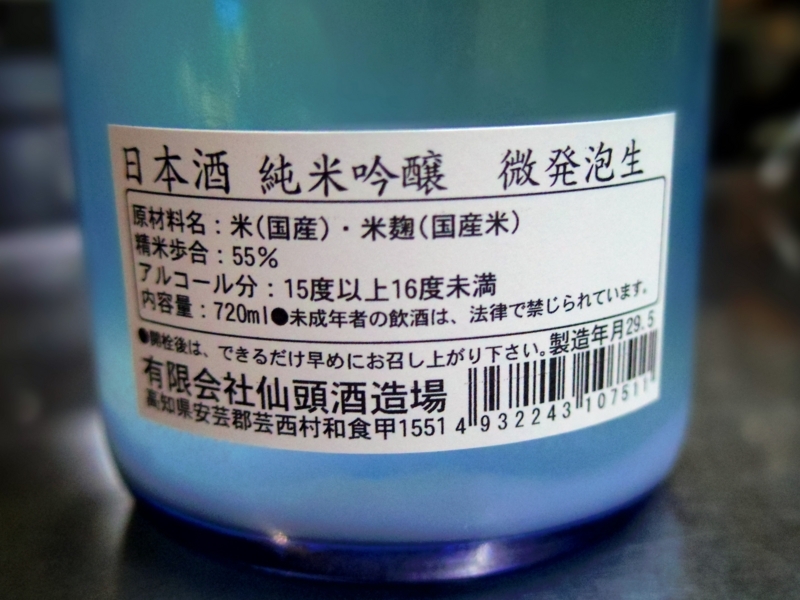 日本酒 純米吟醸 微発泡生
原材料名:米(国産)・米麹(国産米)
精米歩合:55%
アルコール分:15度以上16度未満
内容量:720ml●未成年者の飲酒は、法律で禁じられています。
●開栓後は、できるだけ早めにお召し上がり下さい。製造年月29.5
有限会社仙頭酒造場
高知県安芸郡芸西村和食甲1551
4 932243 107511